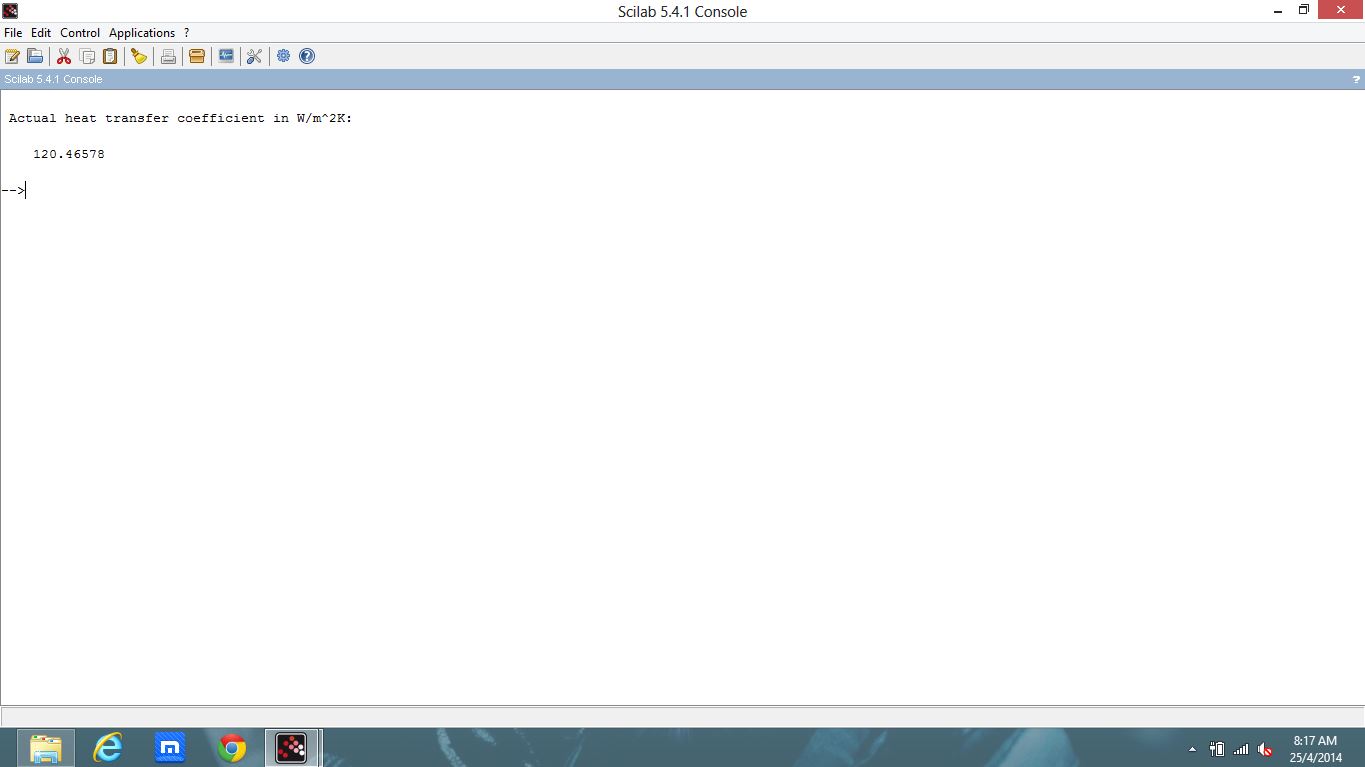 Scilab 5.4.1 Console
File Edit Control Applications ?
Scilab 5.4.1 Console ?
Actual heat transfer coefficient in W/m^2K:
120.46578
-->
8:17 AM
25/4/2014